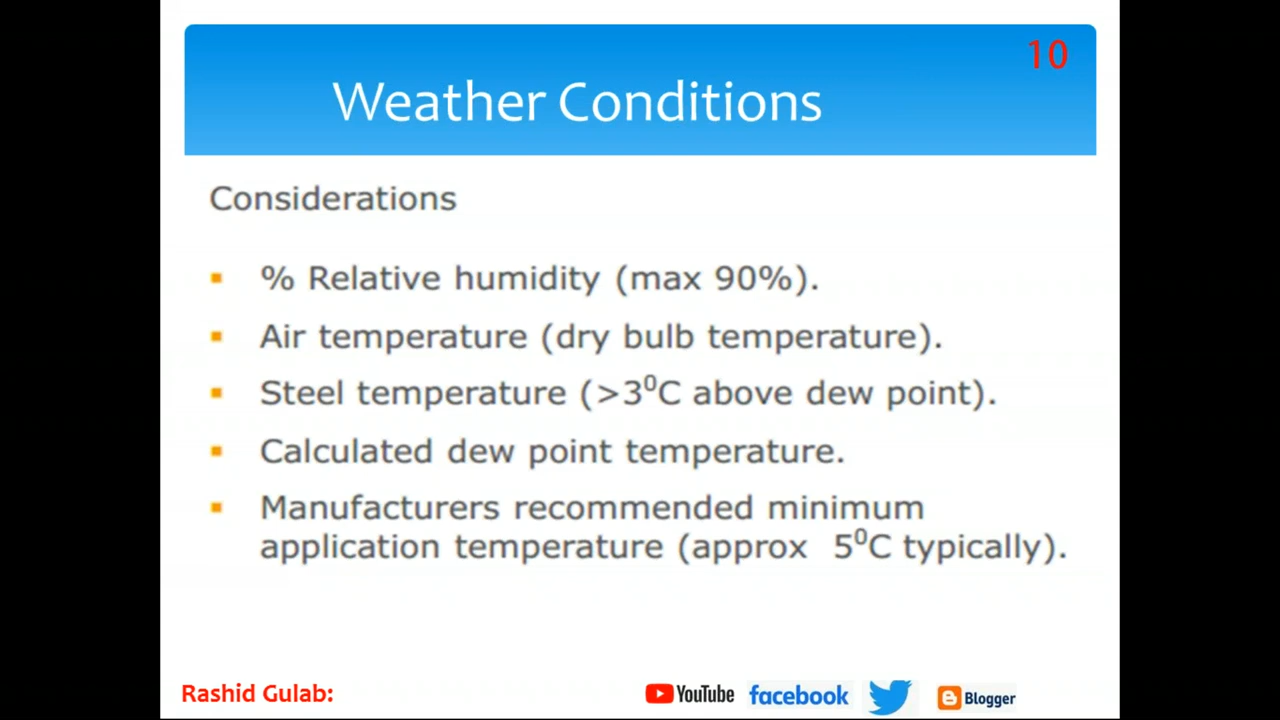 10
Weather Conditions
Considerations
% Relative humidity (max 90%).
Air temperature (dry bulb temperature).
Steel temperature (>3⁰C above dew point).
Calculated dew point temperature.
Manufacturers recommended minimum
application temperature (approx 5⁰C typically).
Rashid Gulab: YouTube facebook Blogger